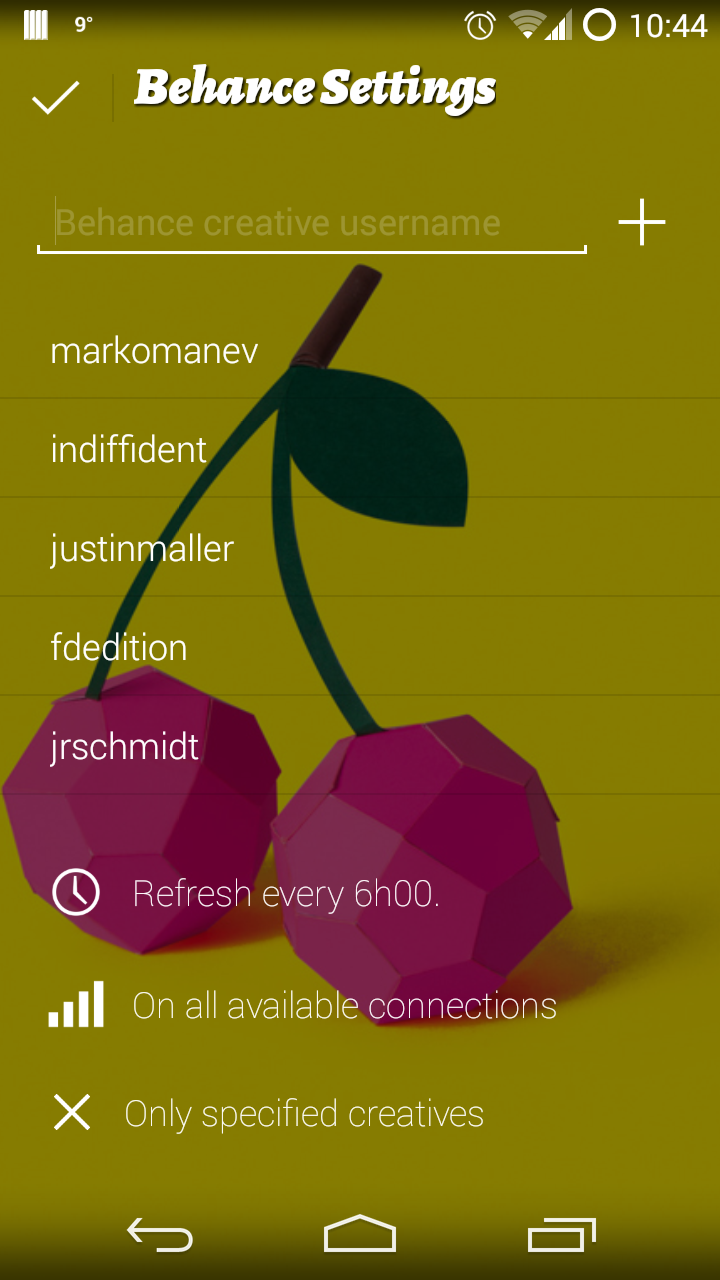 9°
10:44
Behance Settings
Behance creative username
markomanev
indiffident
justinmaller
fdedition
jrschmidt
Refresh every 6h00.
On all available connections
Only specified creatives